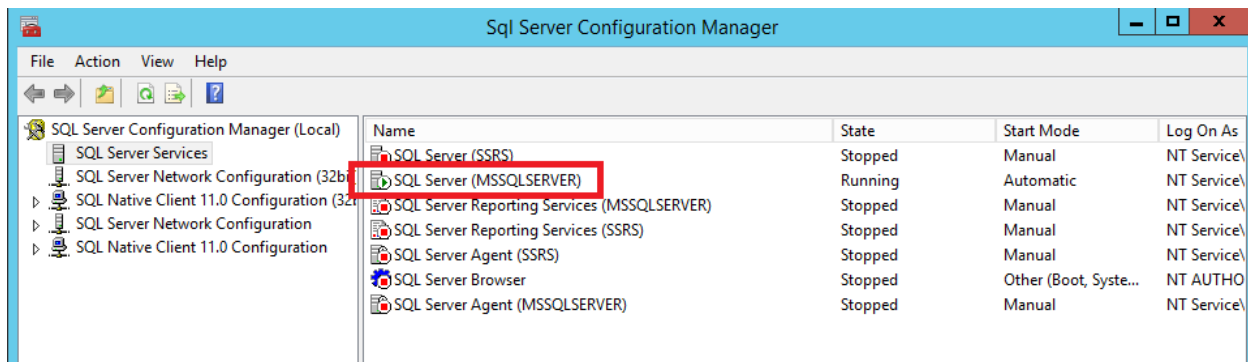 Sql Server Configuration Manager
File Action View Help
SQL Server Configuration Manager (Local)
SQL Server Services
SQL Server Network Configuration (32bi
SQL Native Client 11.0 Configuration (32
SQL Server Network Configuration
SQL Native Client 11.0 Configuration
Name State Start Mode Log On As
SQL Server (SSRS) Stopped Manual NT Service\
SQL Server (MSSQLSERVER) Running Automatic NT Service\
SQL Server Reporting Services (MSSQLSERVER) Stopped Manual NT Service\
SQL Server Reporting Services (SSRS) Stopped Manual NT Service\
SQL Server Agent (SSRS) Stopped Manual NT Service\
SQL Server Browser Stopped Other (Boot, Syste... NT AUTHO
SQL Server Agent (MSSQLSERVER) Stopped Manual NT Service\